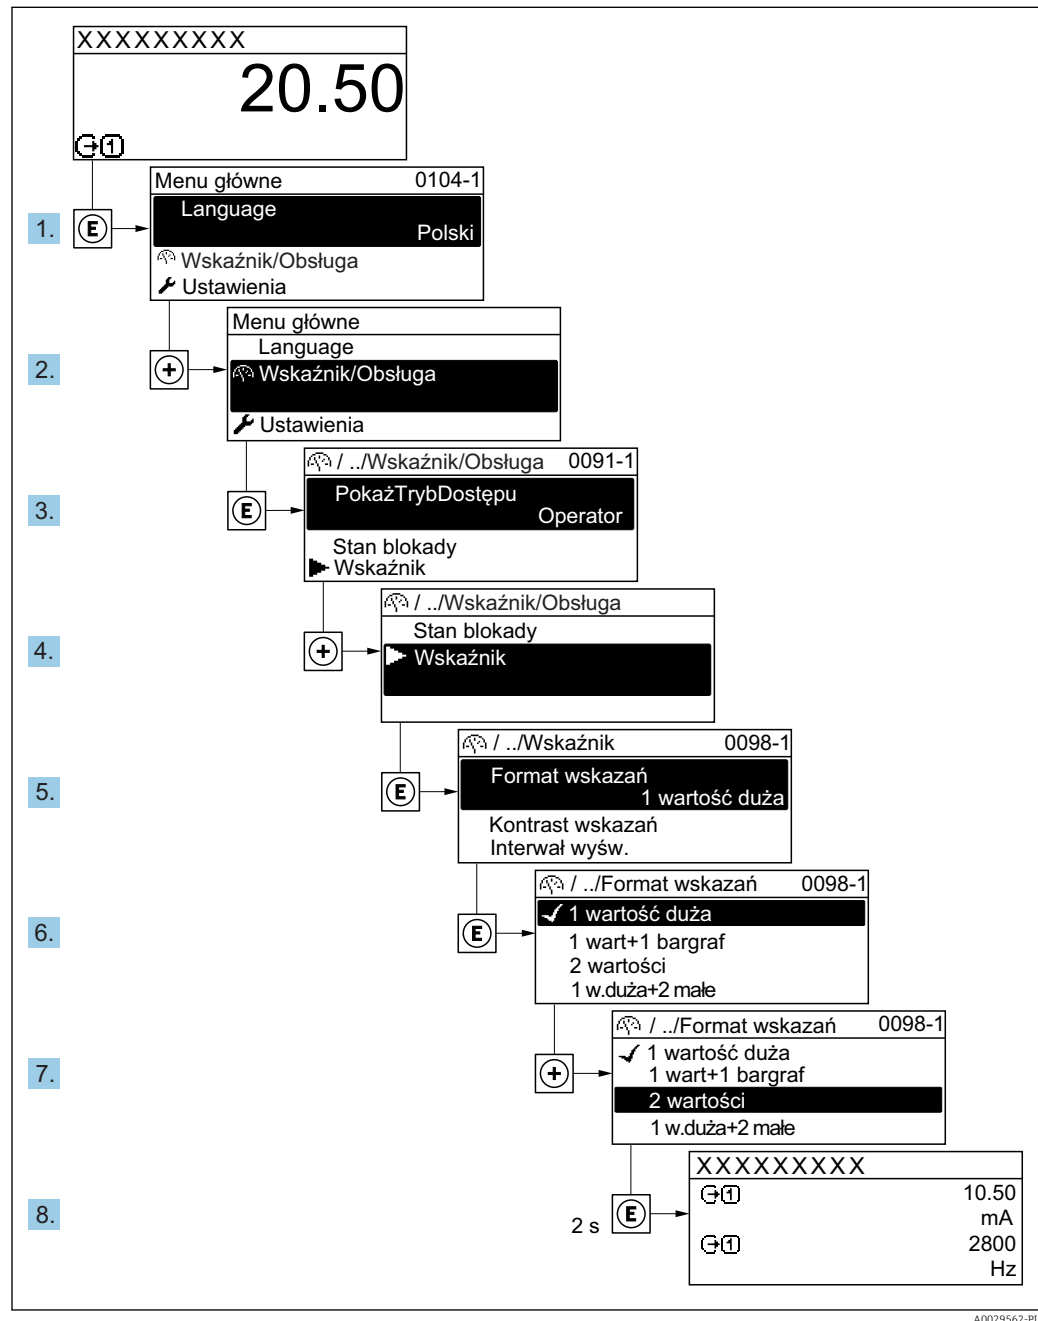 XXXXXXXXX
20.50
1
Menu główne 0104-1
Language
Polski
1. E
Wskaźnik/Obsługa
Ustawienia
Menu główne
Language
2. + Wskaźnik/Obsługa
Ustawienia
/ ../Wskaźnik/Obsługa 0091-1
PokażTrybDostępu
3. E Operator
Stan blokady
Wskaźnik
/ ../Wskaźnik/Obsługa
Stan blokady
4. + Wskaźnik
/ ../Wskaźnik 0098-1
Format wskazań
5. E 1 wartość duża
Kontrast wskazań
Interwał wyśw.
/ ../Format wskazań 0098-1
1 wartość duża
6. E
1 wart+1 bargraf
2 wartości
1 w.duża+2 małe
/ ../Format wskazań 0098-1
1 wartość duża
7. + 1 wart+1 bargraf
2 wartości
1 w.duża+2 małe
XXXXXXXXX
1 10.50
8. 2 s E mA
1 2800
Hz
A0029562-PL